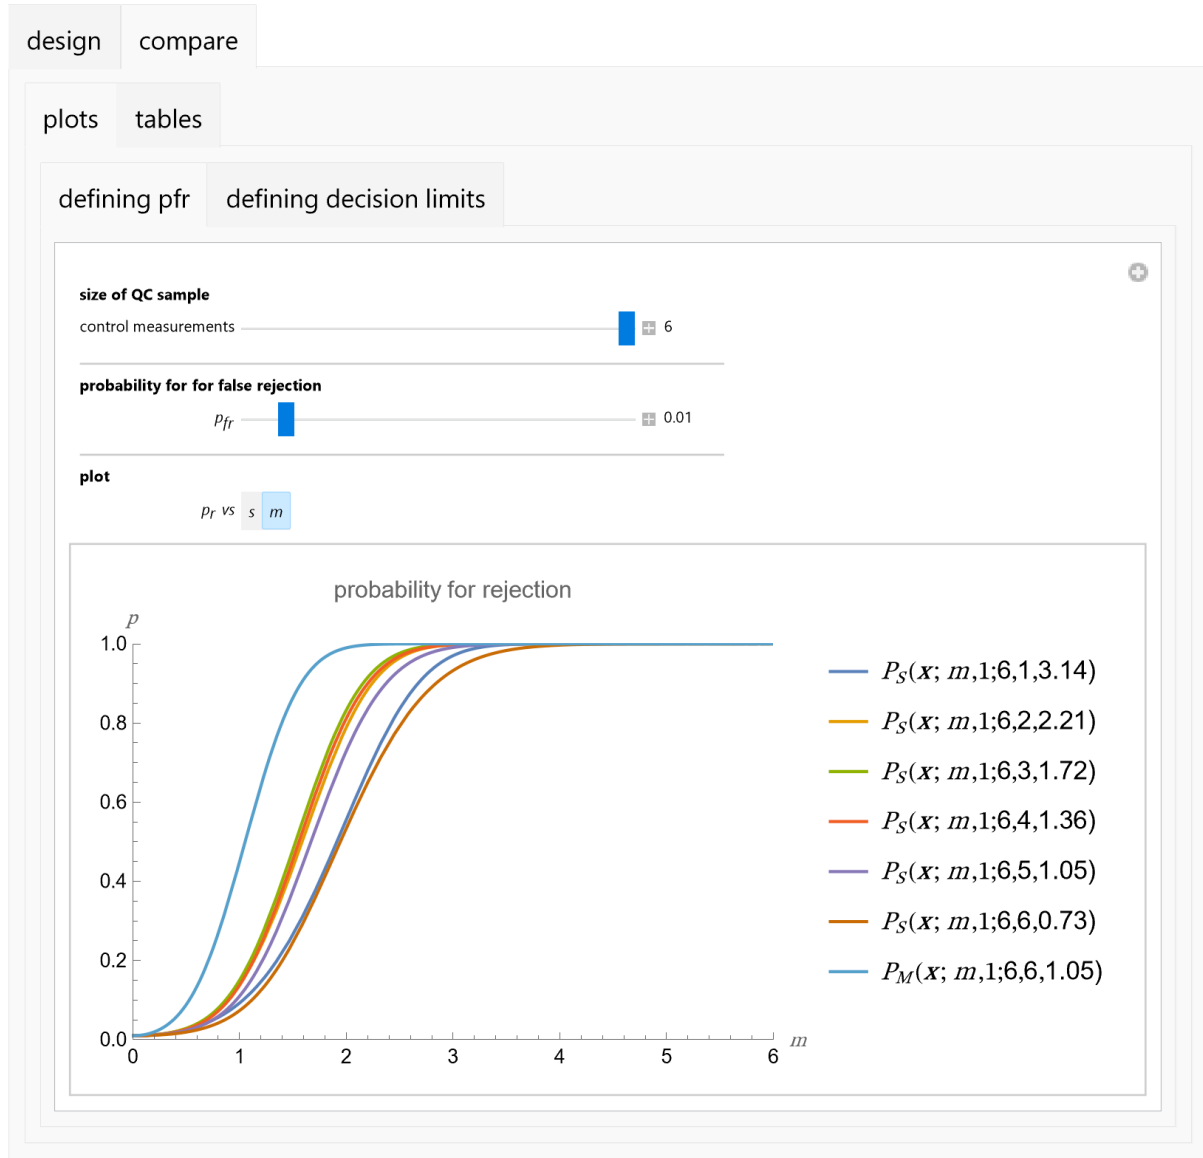 design compare
plots tables
defining pfr defining decision limits
size of QC sample
control measurements 6
probability for for false rejection
pfr 0.01
plot
pr vs s m
probability for rejection
p
1.0
0.8
0.6
0.4
0.2
0.0
0 1 2 3 4 5 6
m
PS(x; m,1;6,1,3.14)
PS(x; m,1;6,2,2.21)
PS(x; m,1;6,3,1.72)
PS(x; m,1;6,4,1.36)
PS(x; m,1;6,5,1.05)
PS(x; m,1;6,6,0.73)
PM(x; m,1;6,6,1.05)